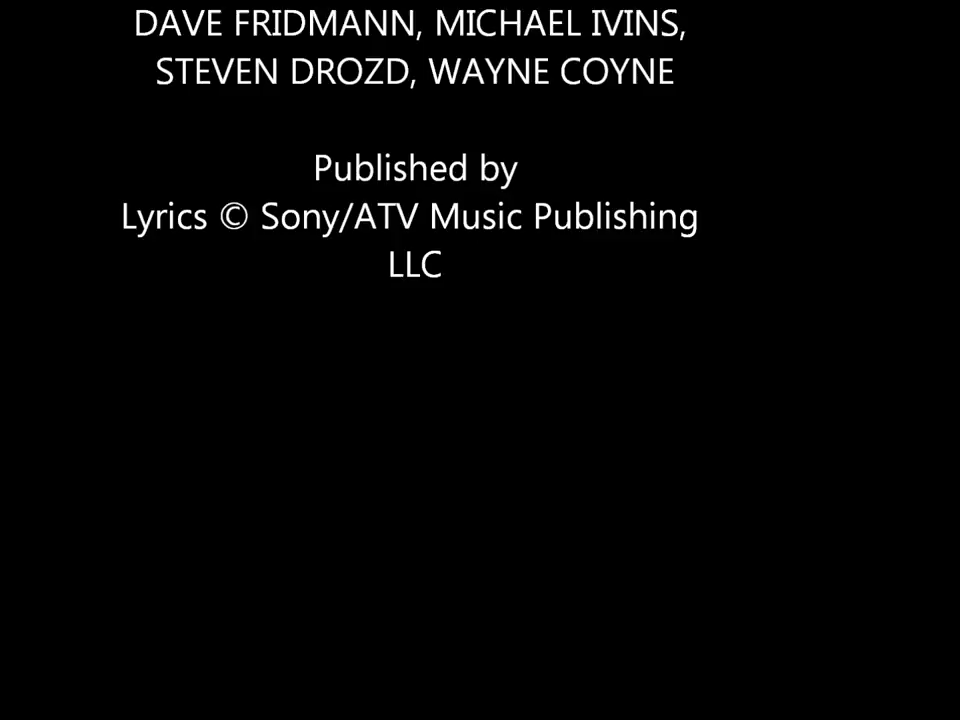 DAVE FRIDMANN, MICHAEL IVINS,
STEVEN DROZD, WAYNE COYNE
Published by
Lyrics © Sony/ATV Music Publishing
LLC